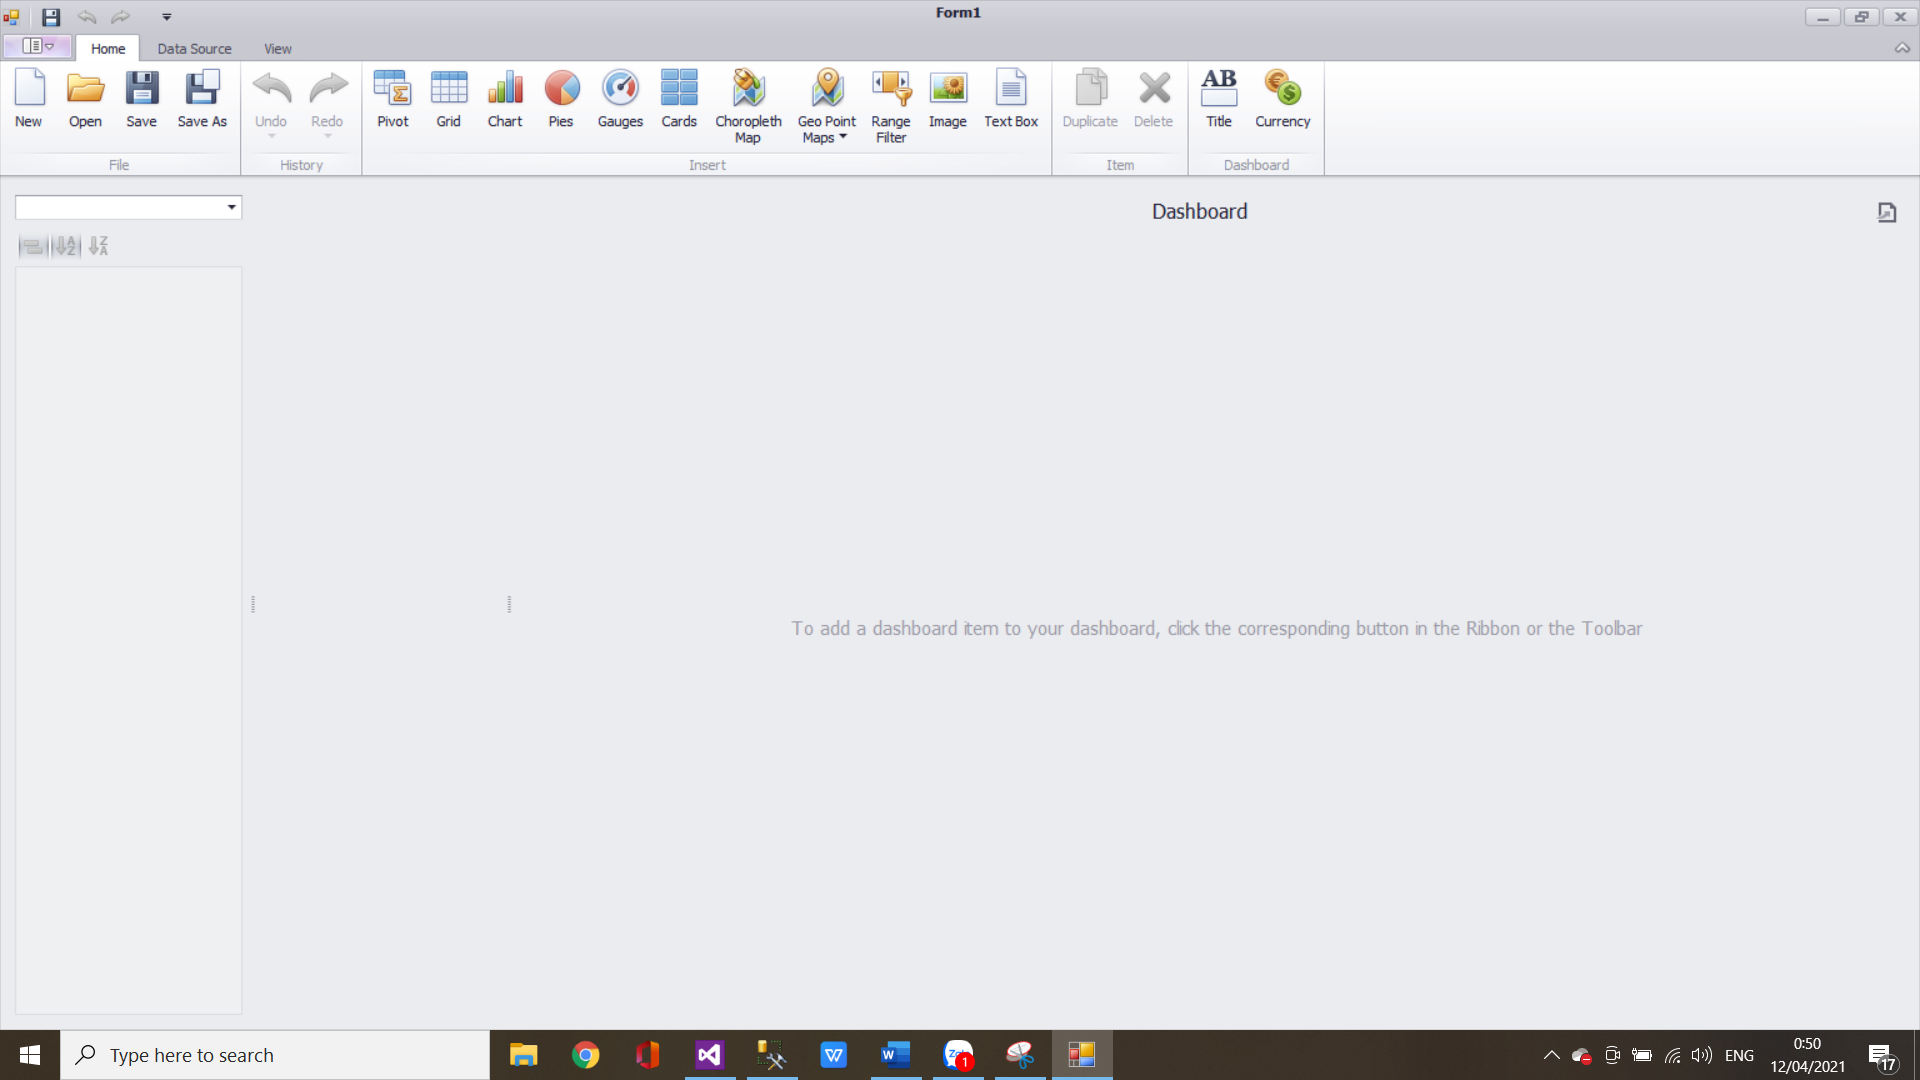 Form1
Home Data Source View
New Open Save Save As Undo Redo Pivot Grid Chart Pies Gauges Cards Choropleth Map Geo Point Maps Range Filter Image Text Box Duplicate Delete AB Title Currency
File History Insert Item Dashboard
Dashboard
To add a dashboard item to your dashboard, click the corresponding button in the Ribbon or the Toolbar
Type here to search
1
ENG
0:50
12/04/2021
17